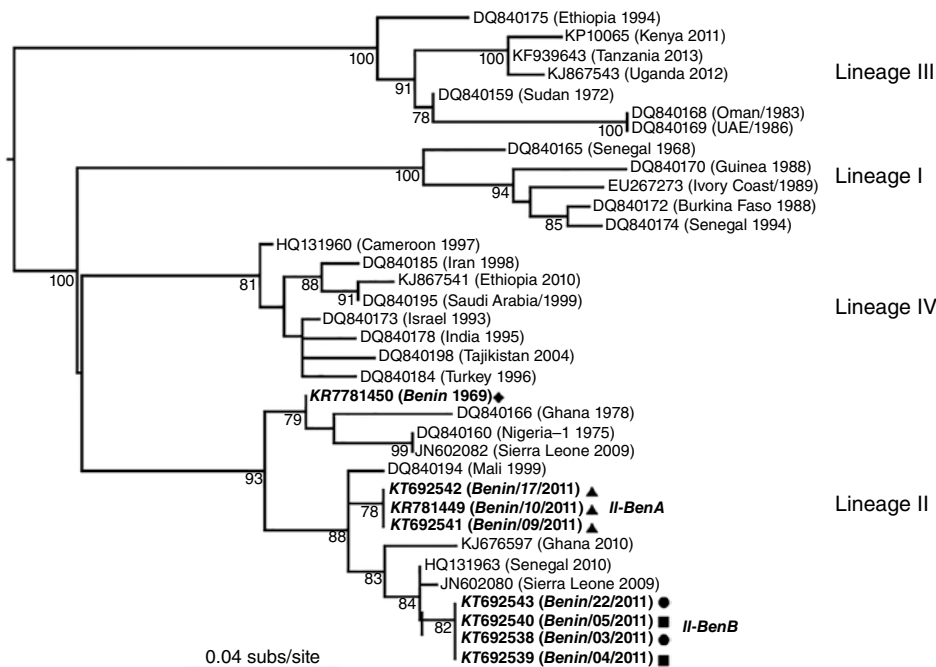 DQ840175 (Ethiopia 1994)
KP10065 (Kenya 2011)
100
100
KF939643 (Tanzania 2013)
Lineage III
91
KJ867543 (Uganda 2012)
DQ840159 (Sudan 1972)
78
DQ840168 (Oman/1983)
100
DQ840169 (UAE/1986)
DQ840165 (Senegal 1968)
100
DQ840170 (Guinea 1988)
Lineage I
94
EU267273 (Ivory Coast/1989)
DQ840172 (Burkina Faso 1988)
85
DQ840174 (Senegal 1994)
HQ131960 (Cameroon 1997)
100
81
DQ840185 (Iran 1998)
88
KJ867541 (Ethiopia 2010)
91
DQ840195 (Saudi Arabia/1999)
Lineage IV
DQ840173 (Israel 1993)
DQ840178 (India 1995)
DQ840198 (Tajikistan 2004)
DQ840184 (Turkey 1996)
KR7781450 (Benin 1969)◆
79
DQ840166 (Ghana 1978)
DQ840160 (Nigeria–1 1975)
99
JN602082 (Sierra Leone 2009)
93
DQ840194 (Mali 1999)
KT692542 (Benin/17/2011) ▲
78
KR781449 (Benin/10/2011) ▲ II-BenA
Lineage II
KT692541 (Benin/09/2011) ▲
88
KJ676597 (Ghana 2010)
83
HQ131963 (Senegal 2010)
JN602080 (Sierra Leone 2009)
84
KT692543 (Benin/22/2011) ●
82
KT692540 (Benin/05/2011) ■ II-BenB
KT692538 (Benin/03/2011) ●
KT692539 (Benin/04/2011) ■
0.04 subs/site